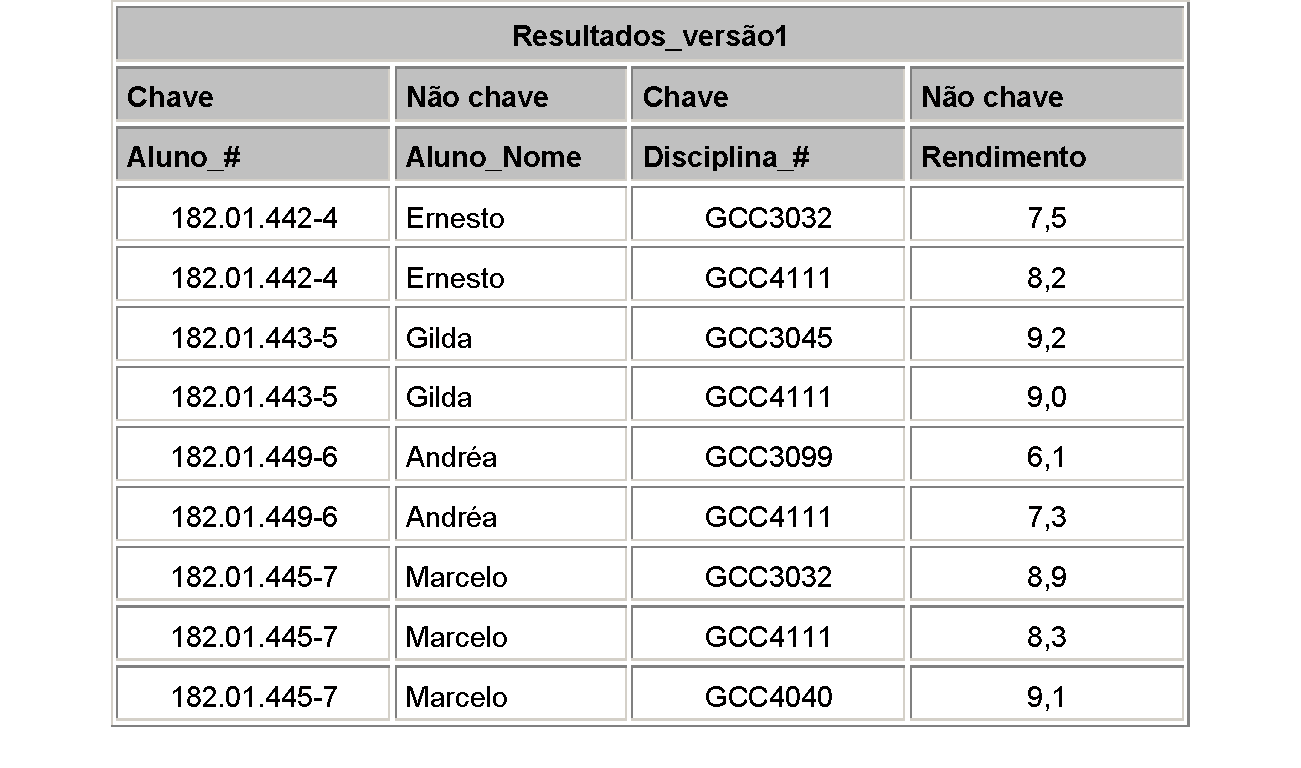 Resultados_versão1
Chave Não chave Chave Não chave
Aluno_# Aluno_Nome Disciplina_# Rendimento
182.01.442-4 Ernesto GCC3032 7,5
182.01.442-4 Ernesto GCC4111 8,2
182.01.443-5 Gilda GCC3045 9,2
182.01.443-5 Gilda GCC4111 9,0
182.01.449-6 Andréa GCC3099 6,1
182.01.449-6 Andréa GCC4111 7,3
182.01.445-7 Marcelo GCC3032 8,9
182.01.445-7 Marcelo GCC4111 8,3
182.01.445-7 Marcelo GCC4040 9,1